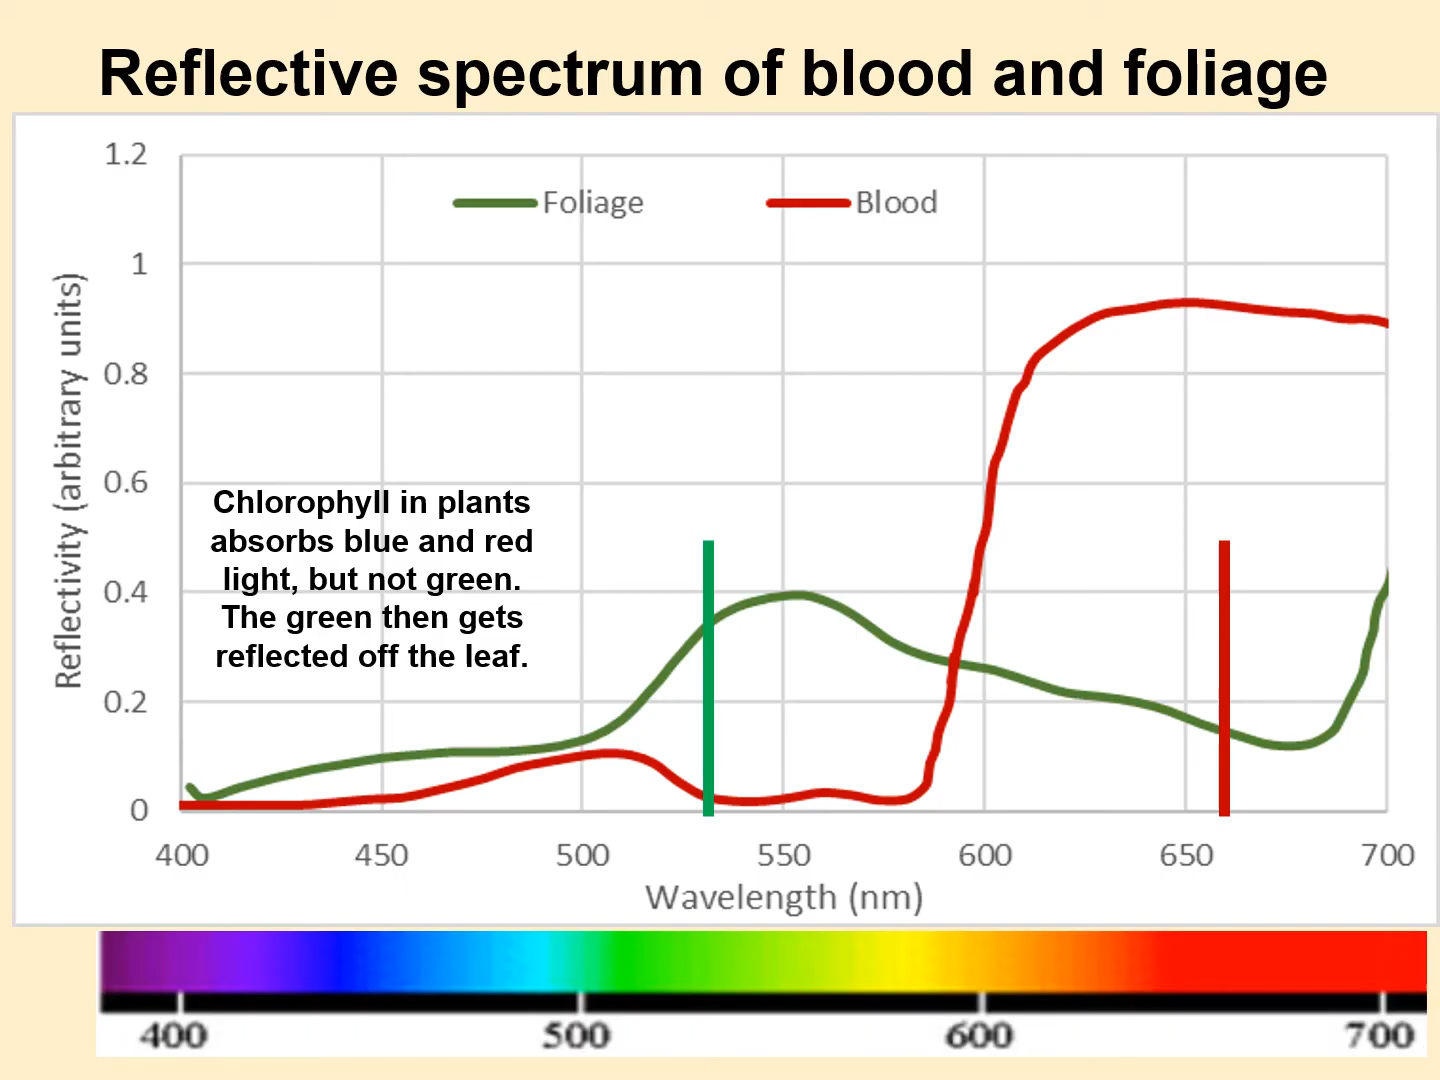 Reflective spectrum of blood and foliage
1.2
Foliage
Blood
1
0.8
0.6
0.4
0.2
0
Reflectivity (arbitrary units)
Chlorophyll in plants
absorbs blue and red
light, but not green.
The green then gets
reflected off the leaf.
400 450 500 550 600 650 700
Wavelength (nm)
400 500 600 700